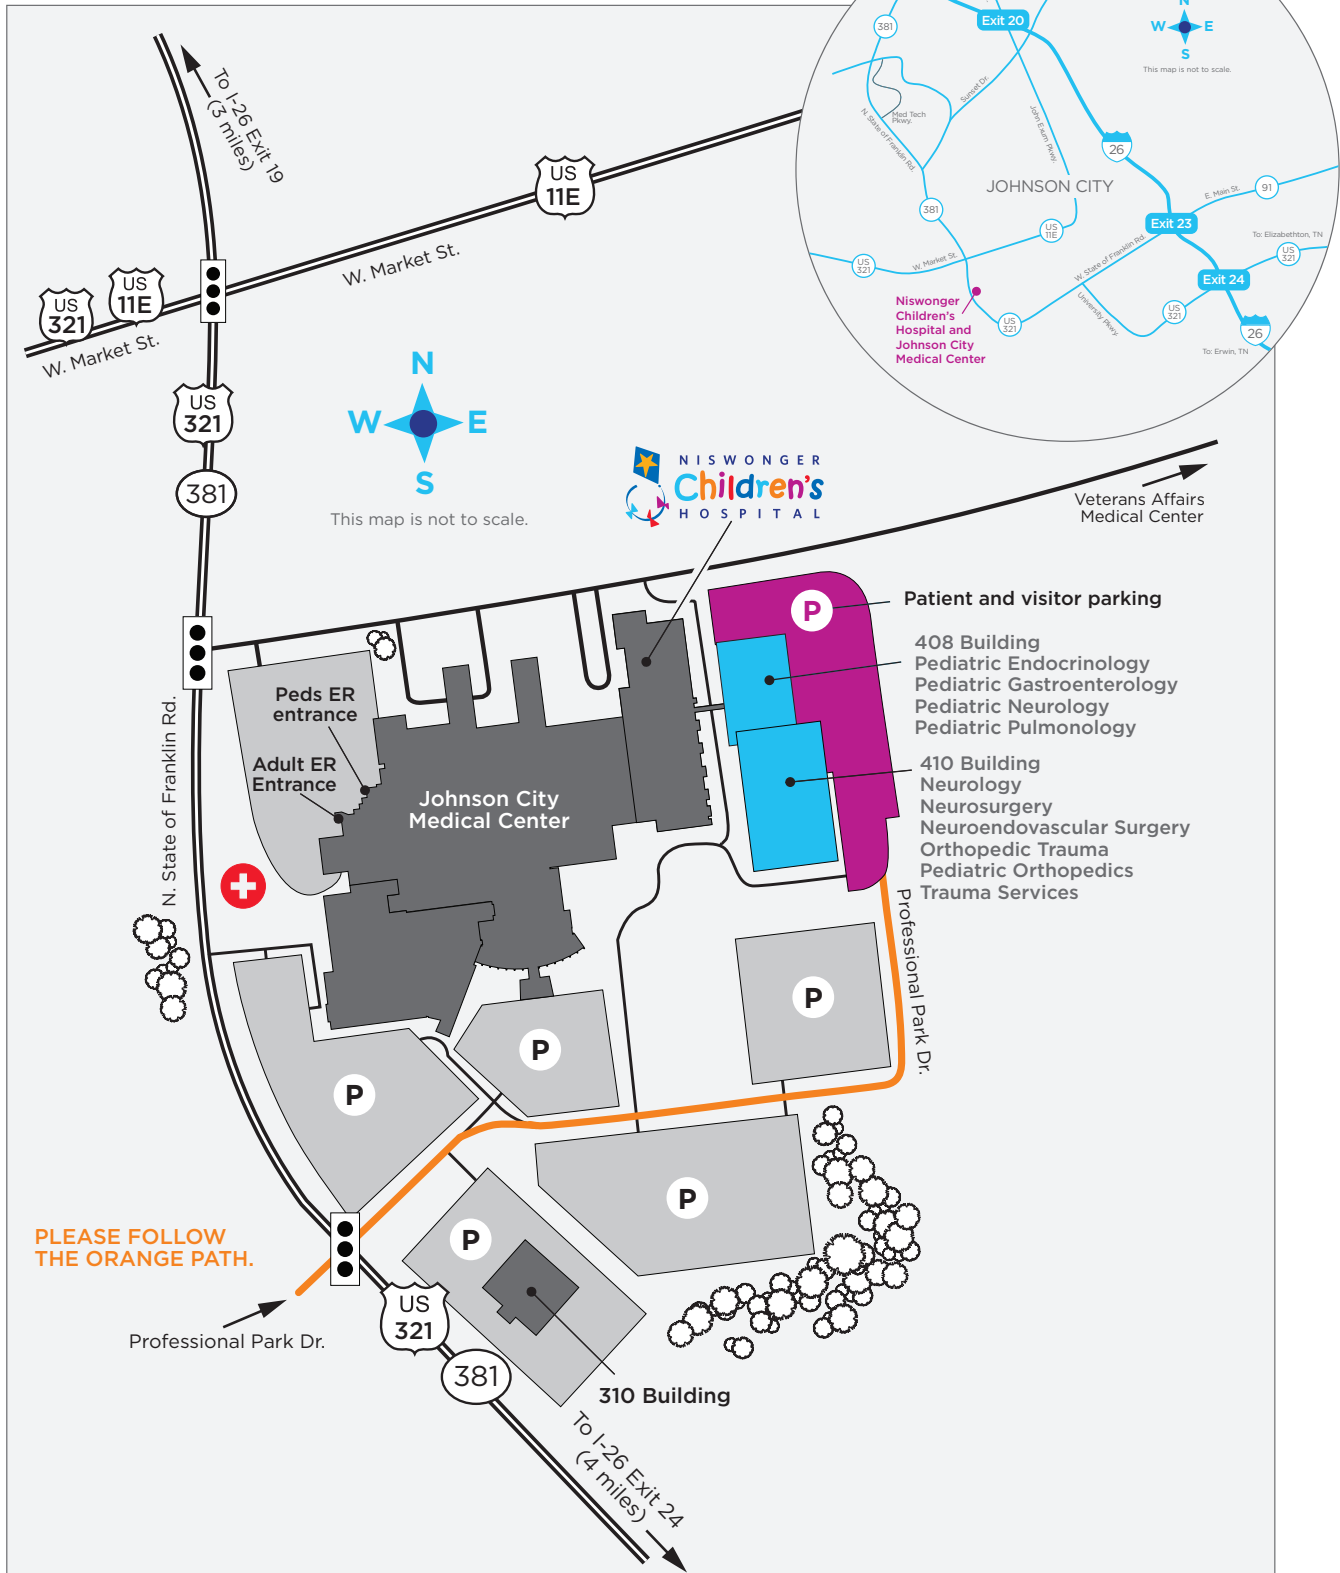 To I-26 Exit 19
(3 miles)
US
11E
W. Market St.
US
321
US
11E
W. Market St.
US
321
381
N
W E
S
This map is not to scale.
Exit 20
381
N
W E
S
This map is not to scale.
Sunset Dr.
Med Tech
Pkwy.
N. State of Franklin Rd.
John Exum Pkwy.
26
JOHNSON CITY
E. Main St.
91
381
US
11E
Exit 23
To: Elizabethton, TN
US
321
W. Market St.
US
321
W. State of Franklin Rd.
Exit 24
Niswonger
Children's
Hospital and
Johnson City
Medical Center
US
321
University Pkwy.
US
321
26
To: Erwin, TN
NISWONGER
Children's
HOSPITAL
Veterans Affairs
Medical Center
P
Patient and visitor parking
408 Building
Pediatric Endocrinology
Pediatric Gastroenterology
Pediatric Neurology
Pediatric Pulmonology
410 Building
Neurology
Neurosurgery
Neuroendovascular Surgery
Orthopedic Trauma
Pediatric Orthopedics
Trauma Services
Peds ER
entrance
Adult ER
Entrance
Johnson City
Medical Center
N. State of Franklin Rd.
Professional Park Dr.
P
P
P
P
P
PLEASE FOLLOW
THE ORANGE PATH.
Professional Park Dr.
US
321
381
310 Building
To I-26 Exit 24
(4 miles)